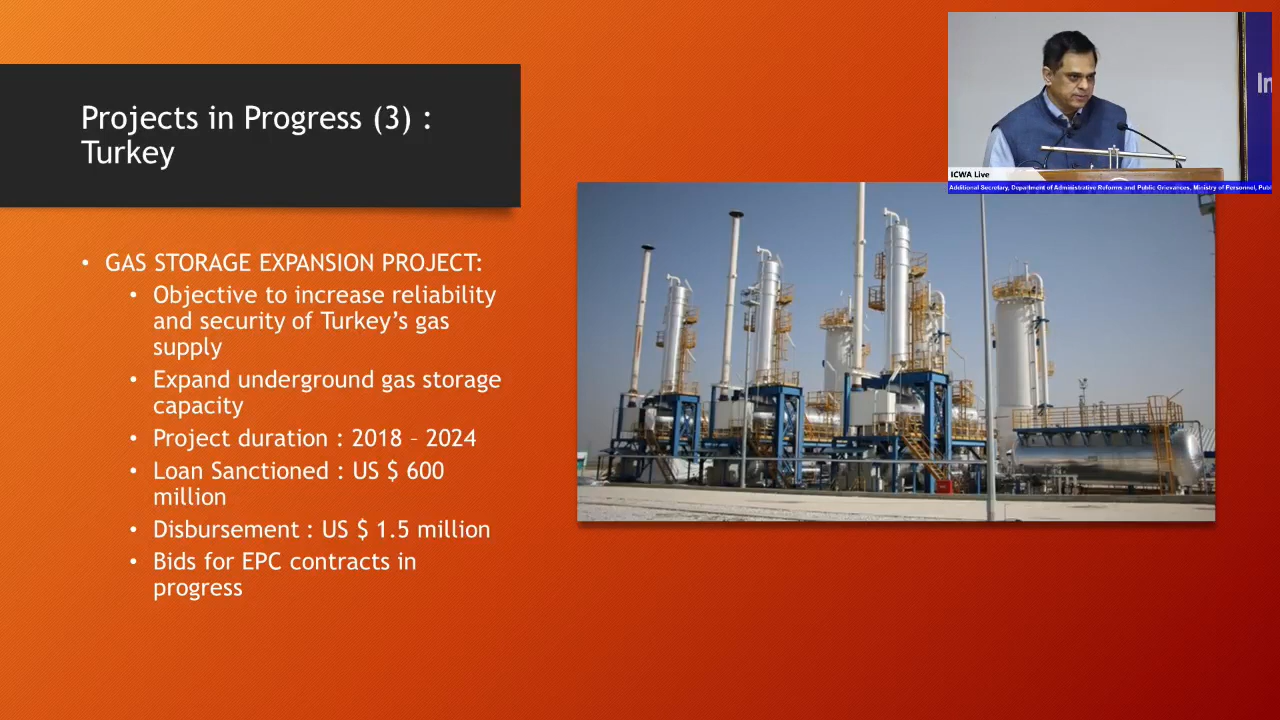 Projects in Progress (3) :
Turkey
• GAS STORAGE EXPANSION PROJECT:
• Objective to increase reliability
and security of Turkey’s gas
supply
• Expand underground gas storage
capacity
• Project duration : 2018 – 2024
• Loan Sanctioned : US $ 600
million
• Disbursement : US $ 1.5 million
• Bids for EPC contracts in
progress
In
ICWA Live
Additional Secretary, Department of Administrative Reforms and Public Grievances, Ministry of Personnel, Publ